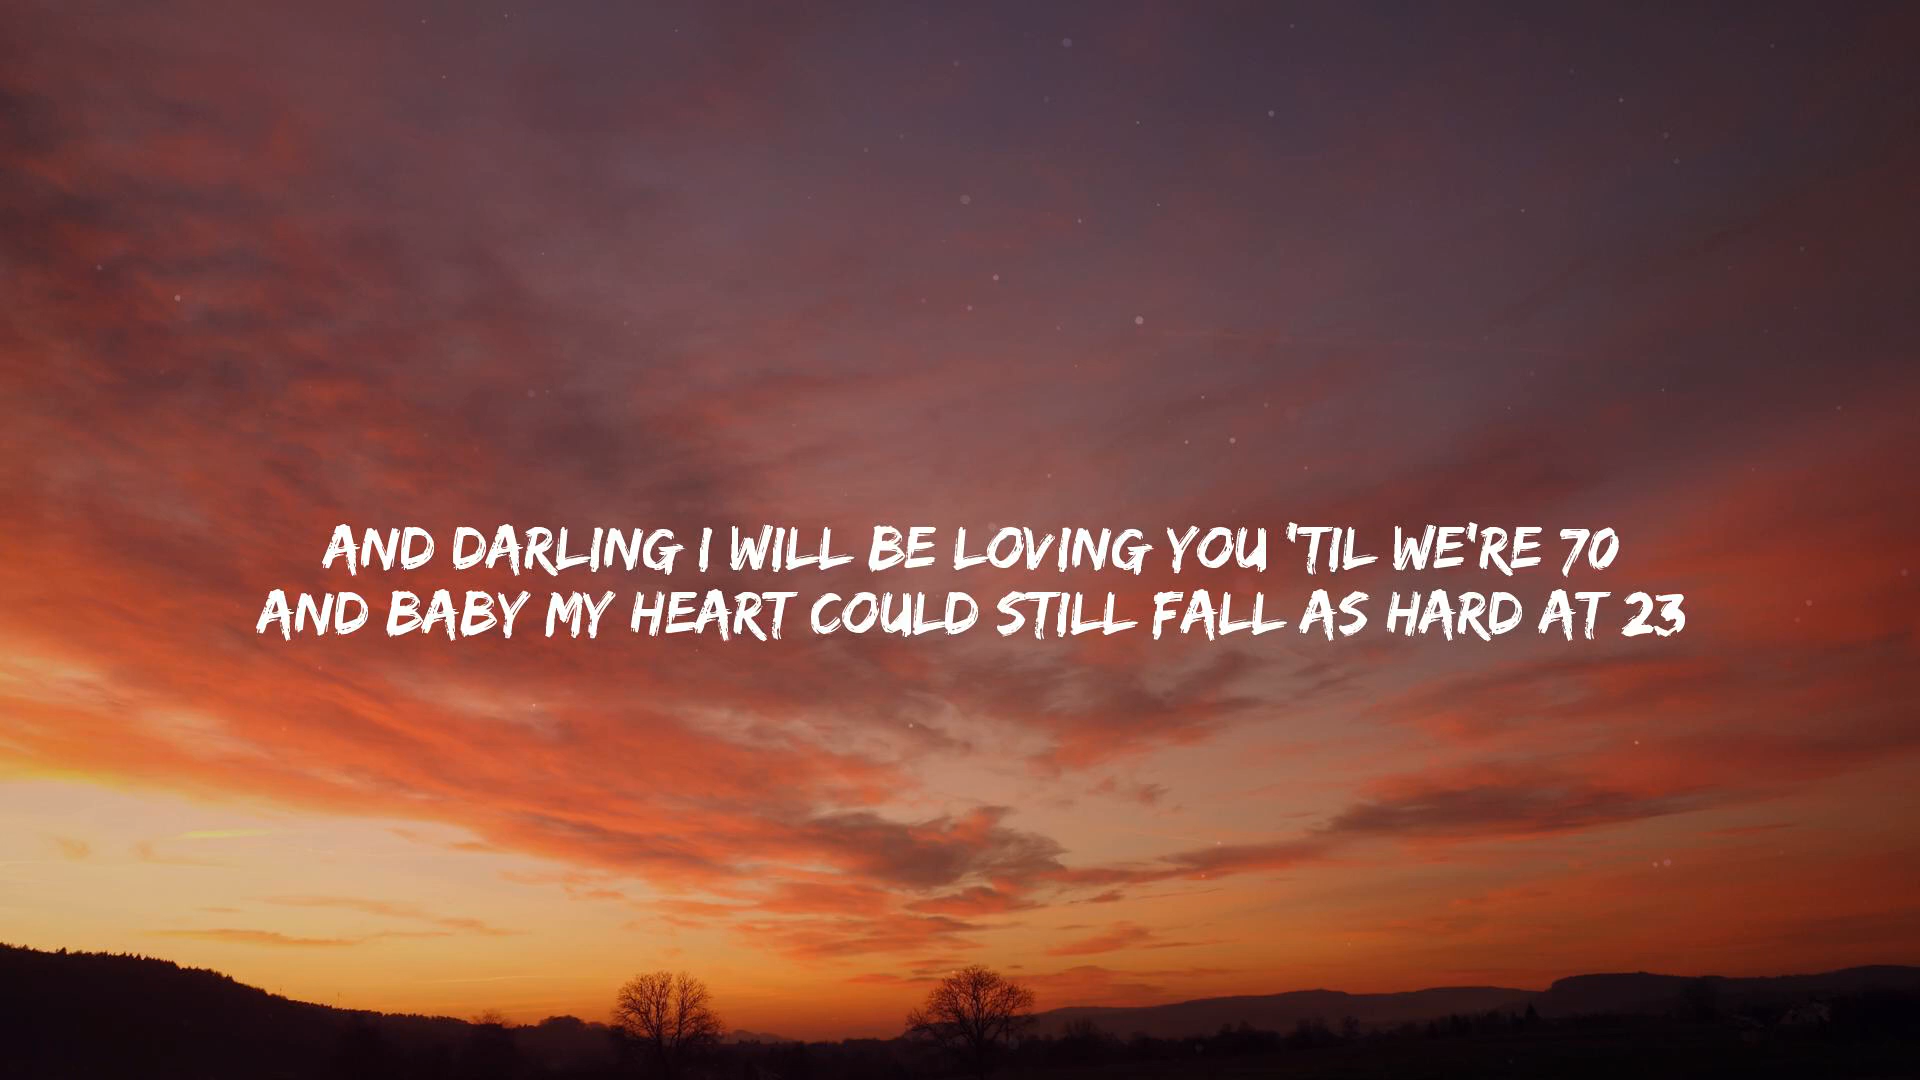 AND DARLING I WILL BE LOVING YOU 'TIL WE'RE 70
AND BABY MY HEART COULD STILL FALL AS HARD AT 23